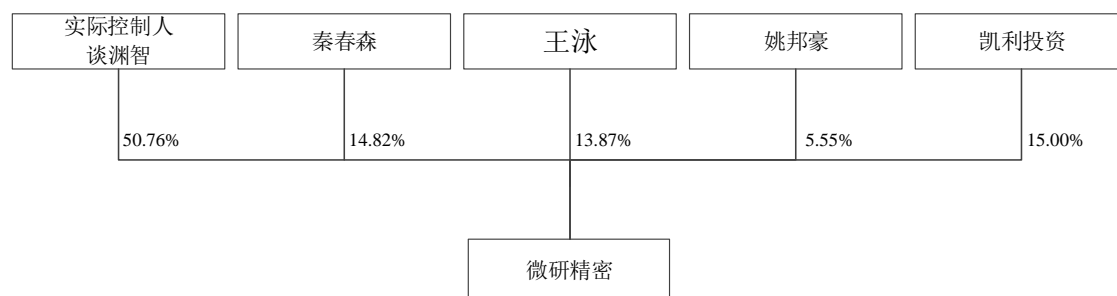 实际控制人
谈渊智
秦春森
王泳
姚邦豪
凯利投资
50.76%
14.82%
13.87%
5.55%
15.00%
微研精密